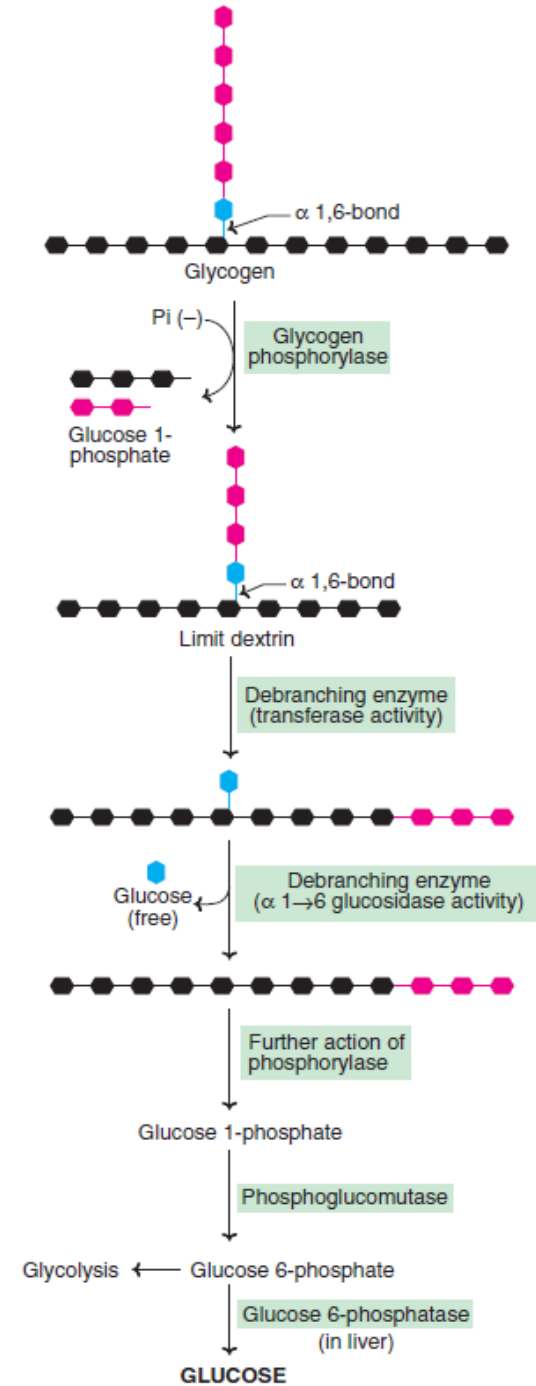 α 1,6-bond
Glycogen
Pi (–)
Glycogen
phosphorylase
Glucose 1-
phosphate
α 1,6-bond
Limit dextrin
Debranching enzyme
(transferase activity)
Glucose
(free)
Debranching enzyme
(α 1→6 glucosidase activity)
Further action of
phosphorylase
Glucose 1-phosphate
Phosphoglucomutase
Glycolysis
Glucose 6-phosphate
Glucose 6-phosphatase
(in liver)
GLUCOSE